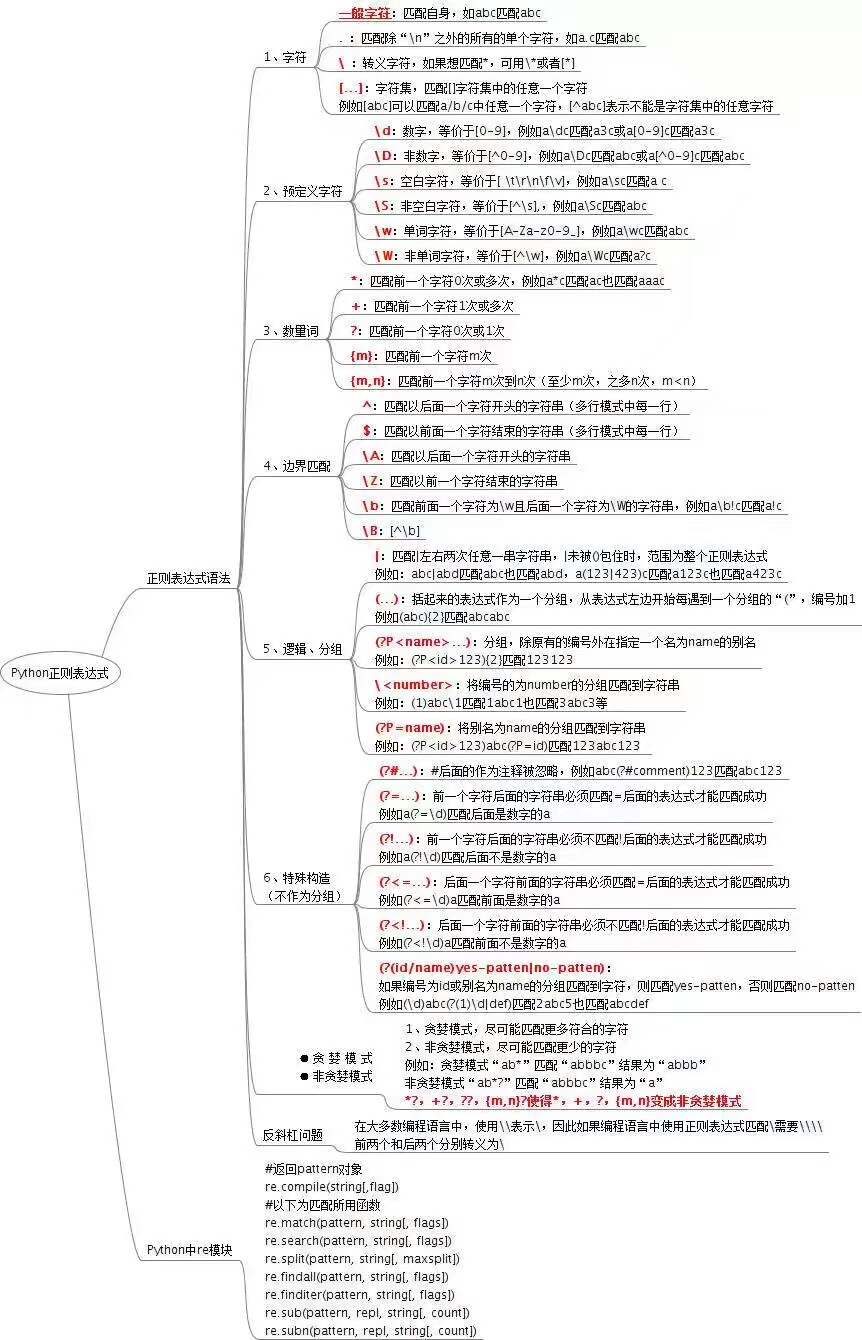 Python正则表达式
正则表达式语法
1、字符
一般字符：匹配自身，如abc匹配abc
.：匹配除“\n”之外的所有的单个字符，如a.c匹配abc
\：转义字符，如果想匹配*，可用\*或者[*]
[...]：字符集，匹配[]字符集中的任意一个字符
例如[abc]可以匹配a/b/c中任意一个字符，[^abc]表示不能是字符集中的任意字符
2、预定义字符
\d：数字，等价于[0-9]，例如a\dc匹配a3c或a[0-9]c匹配a3c
\D：非数字，等价于[^0-9]，例如a\Dc匹配abc或a[^0-9]c匹配abc
\s：空白字符，等价于[ \t\r\n\f\v]，例如a\sc匹配a c
\S：非空白字符，等价于[^\s],，例如a\Sc匹配abc
\w：单词字符，等价于[A-Za-z0-9_]，例如a\wc匹配abc
\W：非单词字符，等价于[^\w]，例如a\Wc匹配a?c
3、数量词
*：匹配前一个字符0次或多次，例如a*c匹配ac也匹配aaac
+：匹配前一个字符1次或多次
?：匹配前一个字符0次或1次
{m}：匹配前一个字符m次
{m,n}：匹配前一个字符m次到n次（至少m次，之多n次，m<n）
4、边界匹配
^：匹配以后面一个字符开头的字符串（多行模式中每一行）
$：匹配以前面一个字符结束的字符串（多行模式中每一行）
\A：匹配以后面一个字符开头的字符串
\Z：匹配以前一个字符结束的字符串
\b：匹配前面一个字符为\w且后面一个字符为\W的字符串，例如a\b!c匹配a!c
\B：[^\b]
5、逻辑、分组
|：匹配|左右两次任意一串字符串，|未被()包住时，范围为整个正则表达式
例如：abc|abd匹配abc也匹配abd，a(123|423)c匹配a123c也匹配a423c
(...)：括起来的表达式作为一个分组，从表达式左边开始每遇到一个分组的“(”，编号加1
例如(abc){2}匹配abcabc
(?P<name>...)：分组，除原有的编号外在指定一个名为name的别名
例如：(?P<id>123){2}匹配123123
\<number>：将编号的为number的分组匹配到字符串
例如：(1)abc\1匹配1abc1也匹配3abc3等
(?P=name)：将别名为name的分组匹配到字符串
例如：(?P<id>123)abc(?P=id)匹配123abc123
6、特殊构造
（不作为分组）
(?#...)：#后面的作为注释被忽略，例如abc(?#comment)123匹配abc123
(?=...)：前一个字符后面的字符串必须匹配=后面的表达式才能匹配成功
例如a(?=\d)匹配后面是数字的a
(?!...)：前一个字符后面的字符串必须不匹配!后面的表达式才能匹配成功
例如a(?!\d)匹配后面不是数字的a
(?<=...)：后面一个字符前面的字符串必须匹配=后面的表达式才能匹配成功
例如(?<=\d)a匹配前面是数字的a
(?<!...)：后面一个字符前面的字符串必须不匹配!后面的表达式才能匹配成功
例如(?<!\d)a匹配前面不是数字的a
(?(id/name)yes-patten|no-patten)：
如果编号为id或别名为name的分组匹配到字符，则匹配yes-patten，否则匹配no-patten
例如(\d)abc(?(1)\d|def)匹配2abc5也匹配abcdef
● 贪婪模式
● 非贪婪模式
1、贪婪模式，尽可能匹配更多符合的字符
2、非贪婪模式，尽可能匹配更少的字符
例如：贪婪模式“ab*”匹配“abbbc”结果为“abbb”
非贪婪模式“ab*?”匹配“abbbc”结果为“a”
*?，+?，??，{m,n}?使得*，+，?，{m,n}变成非贪婪模式
反斜杠问题
在大多数编程语言中，使用\\表示\，因此如果编程语言中使用正则表达式匹配\需要\\\\
前两个和后两个分别转义为\
Python中re模块
#返回pattern对象
re.compile(string[,flag])
#以下为匹配所用函数
re.match(pattern, string[, flags])
re.search(pattern, string[, flags])
re.split(pattern, string[, maxsplit])
re.findall(pattern, string[, flags])
re.finditer(pattern, string[, flags])
re.sub(pattern, repl, string[, count])
re.subn(pattern, repl, string[, count])